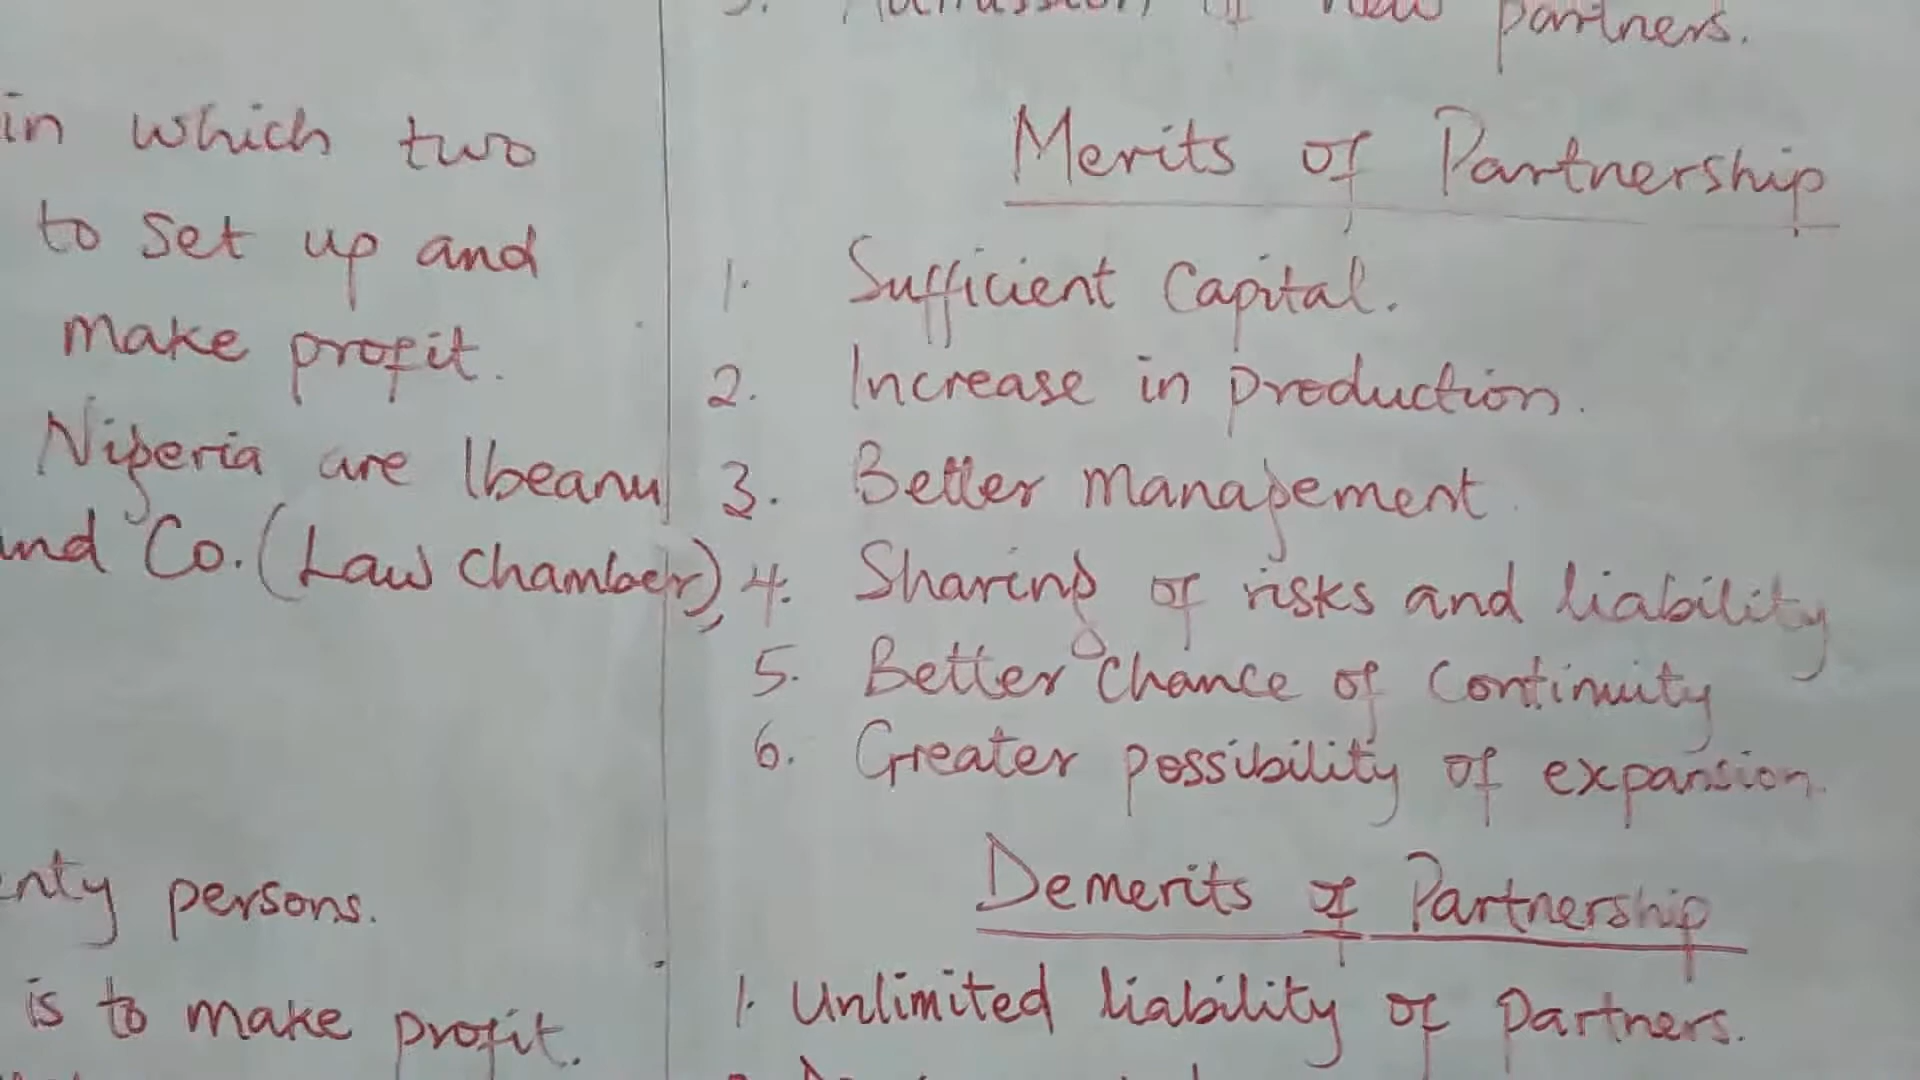 in which two
to set up and
make profit.
Nigeria are Ibeanu
and Co. (Law Chamber),
persons.
is to make profit.
new partners.
Merits of Partnership
1. Sufficient Capital.
2. Increase in production.
3. Better management.
4. Sharing of risks and liability
5. Better chance of continuity
6. Greater possibility of expansion.
Demerits of Partnership
1. Unlimited liability of partners.